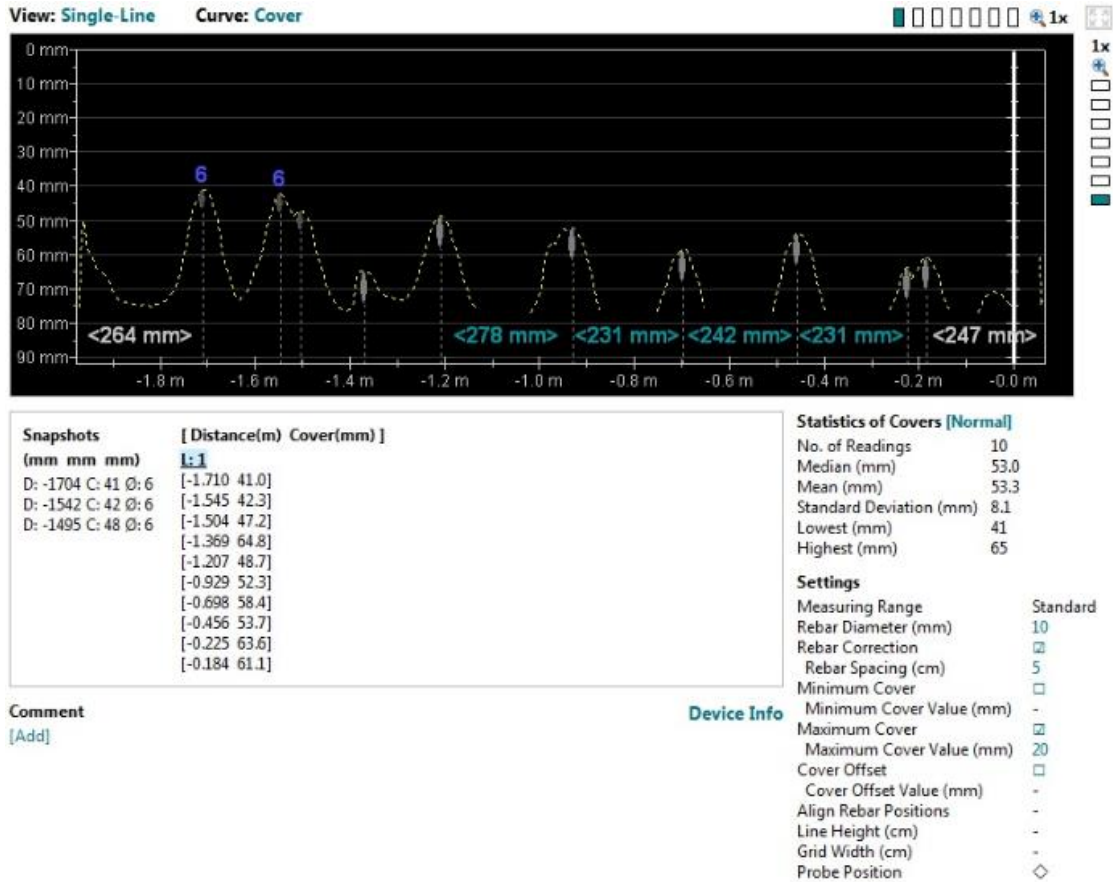 View: Single-Line Curve: Cover
1x
1x
0 mm
10 mm
20 mm
30 mm
40 mm
50 mm
60 mm
70 mm
80 mm
90 mm
6 6
<264 mm> <278 mm> <231 mm> <242 mm> <231 mm> <247 mm>
-1.8 m -1.6 m -1.4 m -1.2 m -1.0 m -0.8 m -0.6 m -0.4 m -0.2 m -0.0 m
Snapshots
(mm mm mm)
D: -1704 C: 41 Ø: 6
D: -1542 C: 42 Ø: 6
D: -1495 C: 48 Ø: 6
[ Distance(m) Cover(mm) ]
L: 1
[-1.710 41.0]
[-1.545 42.3]
[-1.504 47.2]
[-1.369 64.8]
[-1.207 48.7]
[-0.929 52.3]
[-0.698 58.4]
[-0.456 53.7]
[-0.225 63.6]
[-0.184 61.1]
Comment
[Add]
Device Info
Statistics of Covers [Normal]
No. of Readings 10
Median (mm) 53.0
Mean (mm) 53.3
Standard Deviation (mm) 8.1
Lowest (mm) 41
Highest (mm) 65
Settings
Measuring Range Standard
Rebar Diameter (mm) 10
Rebar Correction ☑
Rebar Spacing (cm) 5
Minimum Cover ☐
Minimum Cover Value (mm) -
Maximum Cover ☑
Maximum Cover Value (mm) 20
Cover Offset ☐
Cover Offset Value (mm) -
Align Rebar Positions -
Line Height (cm) -
Grid Width (cm) -
Probe Position ◇